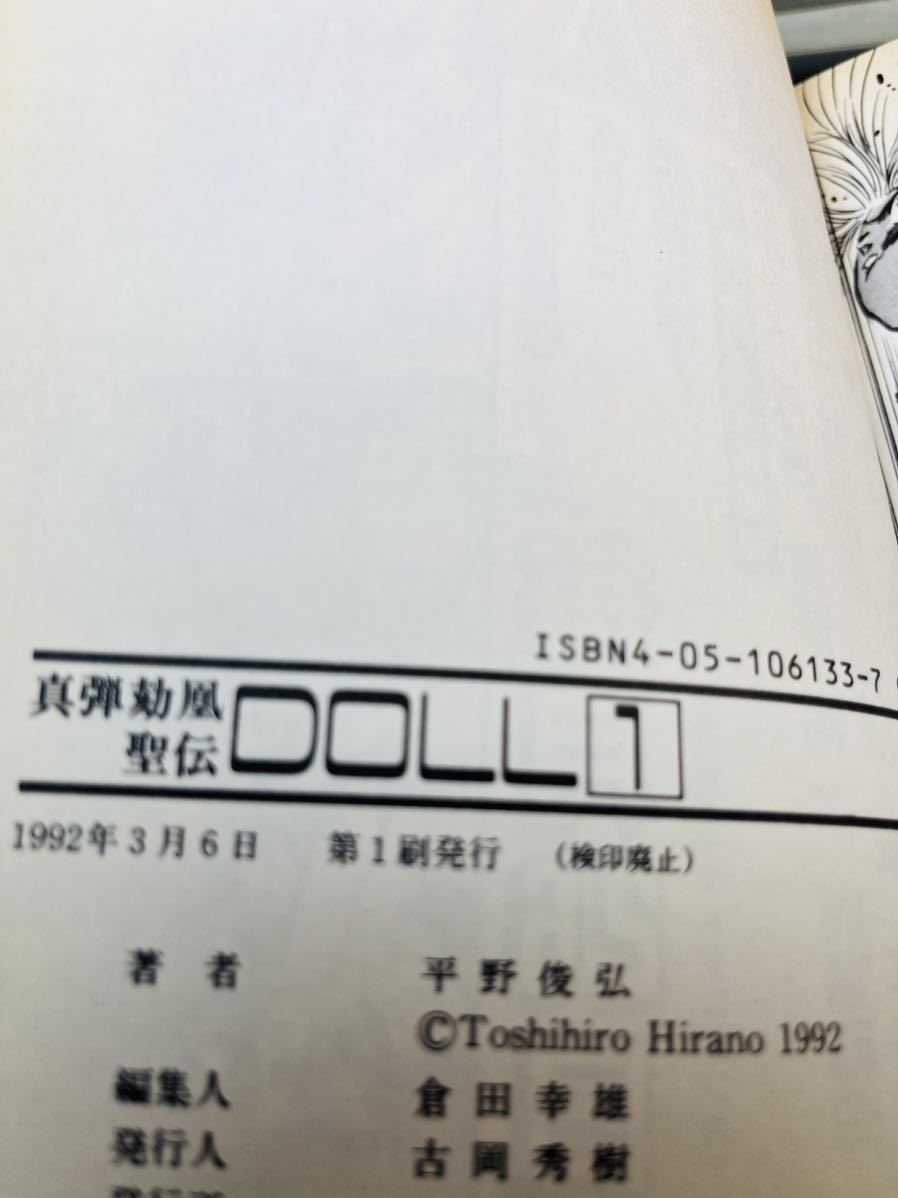 ISBN4-05-106133-7
真弾劾凰
聖伝 DOLL 1
1992年3月6日 第1刷発行 (検印廃止)
著者 平野俊弘
©Toshihiro Hirano 1992
編集人 倉田幸雄
発行人 古岡秀樹